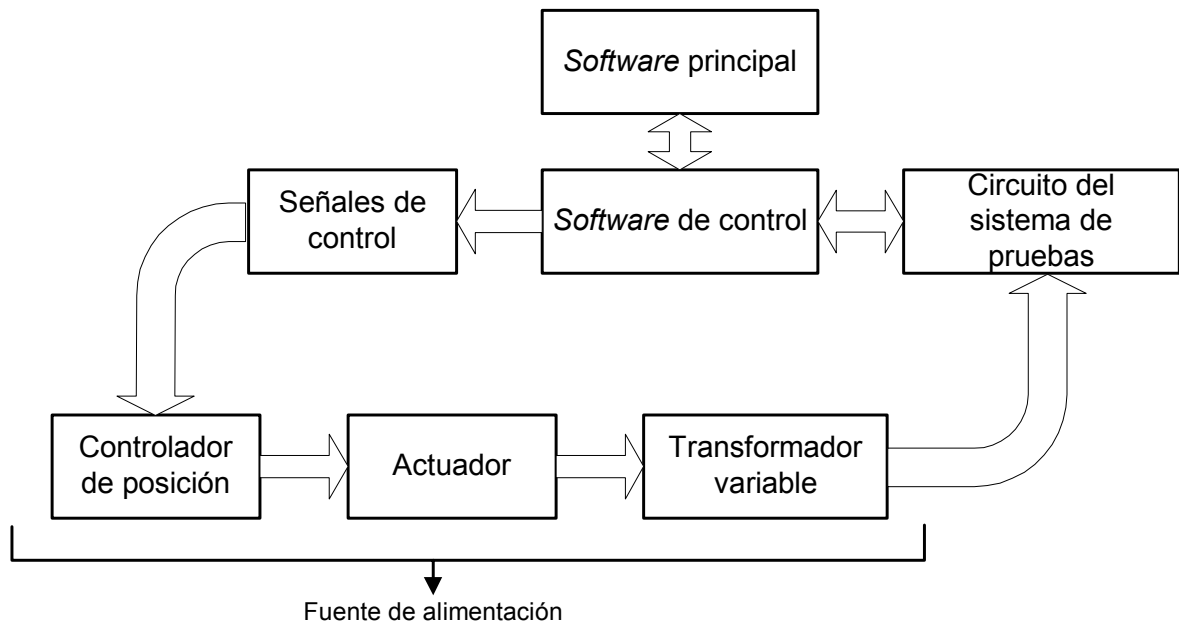 Software principal
Señales de
control
Software de control
Circuito del
sistema de
pruebas
Controlador
de posición
Actuador
Transformador
variable
Fuente de alimentación